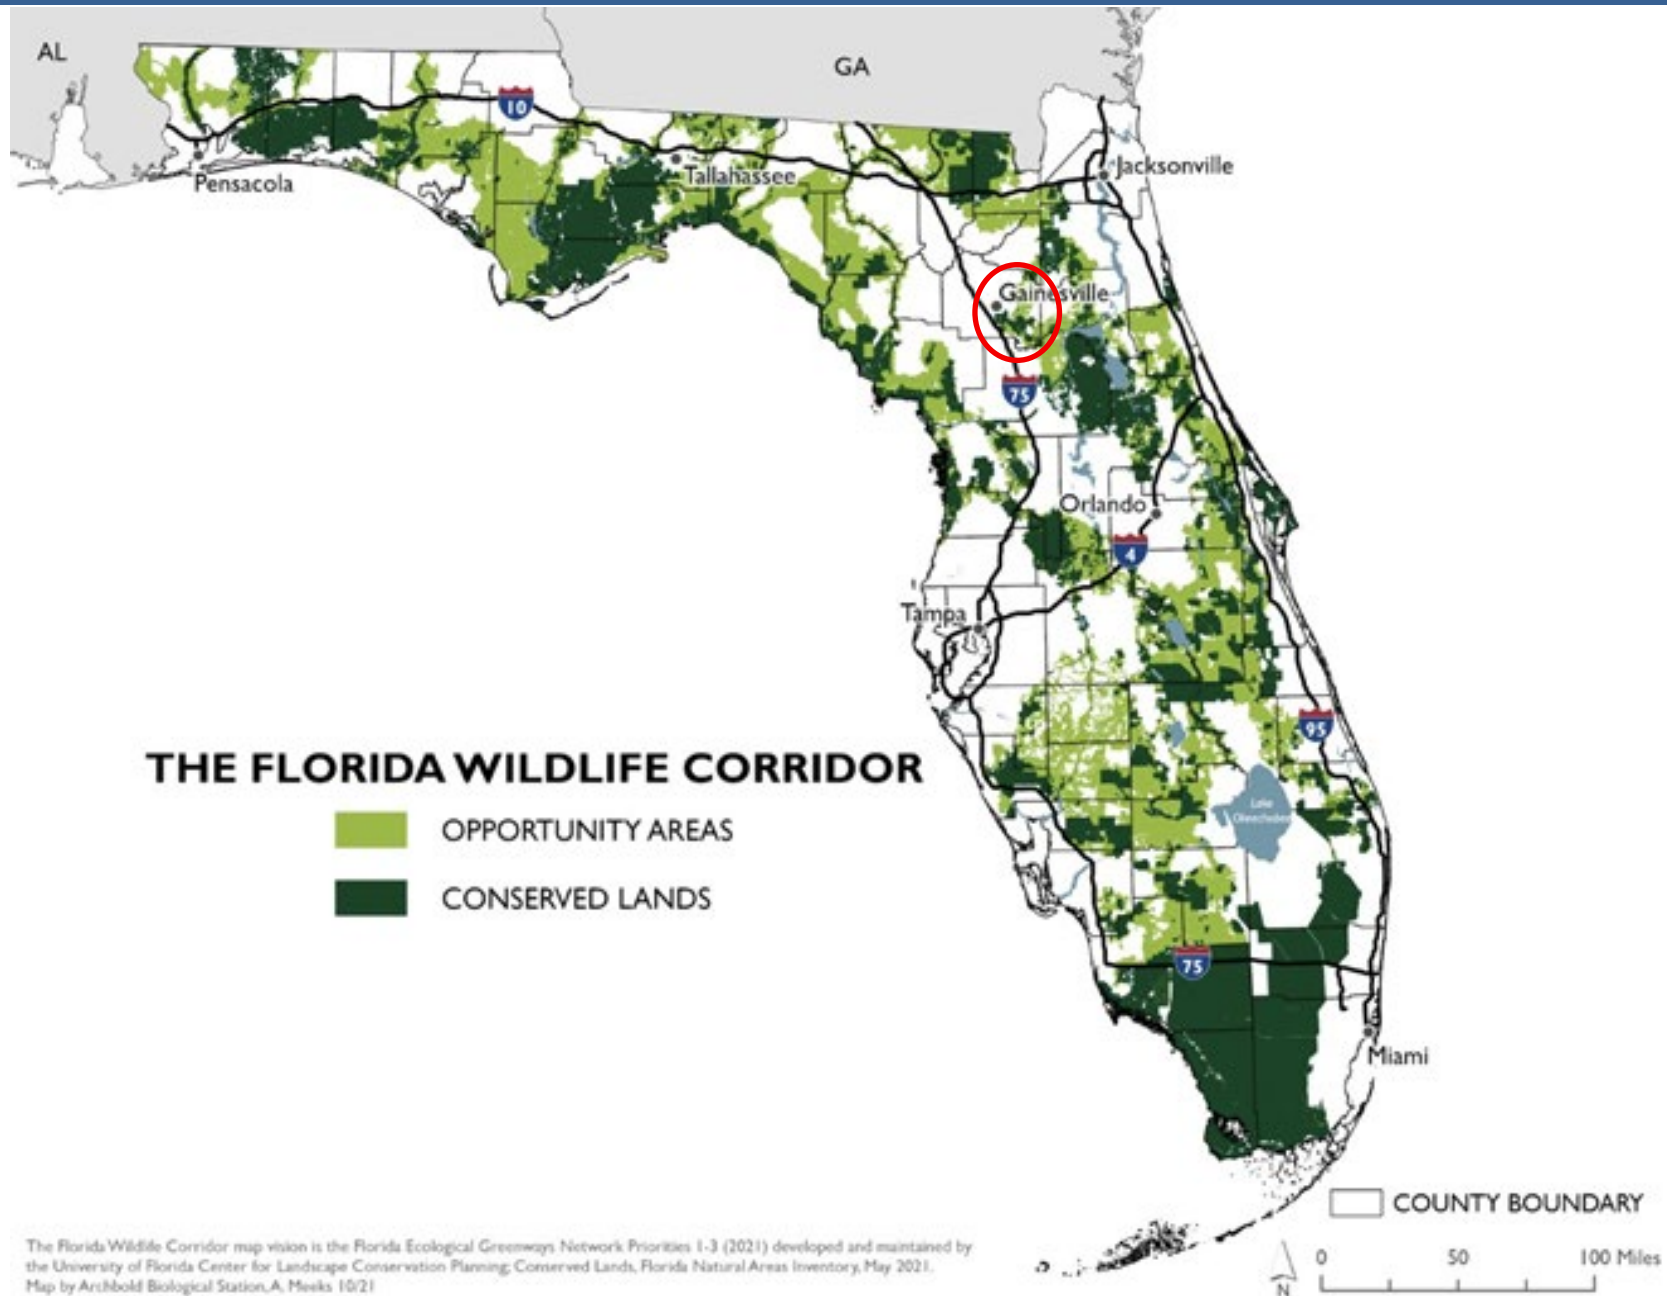 AL
GA
10
Jacksonville
Pensacola
Tallahassee
Gainesville
75
Orlando
4
Tampa
95
THE FLORIDA WILDLIFE CORRIDOR
OPPORTUNITY AREAS
CONSERVED LANDS
Lake
Okeechobee
75
Miami
COUNTY BOUNDARY
The Florida Wildlife Corridor map vision is the Florida Ecological Greenways Network Priorities 1-3 (2021) developed and maintained by
the University of Florida Center for Landscape Conservation Planning; Conserved Lands, Florida Natural Areas Inventory, May 2021.
Map by Archbold Biological Station, A. Meeks 10/21
N
0 50 100 Miles